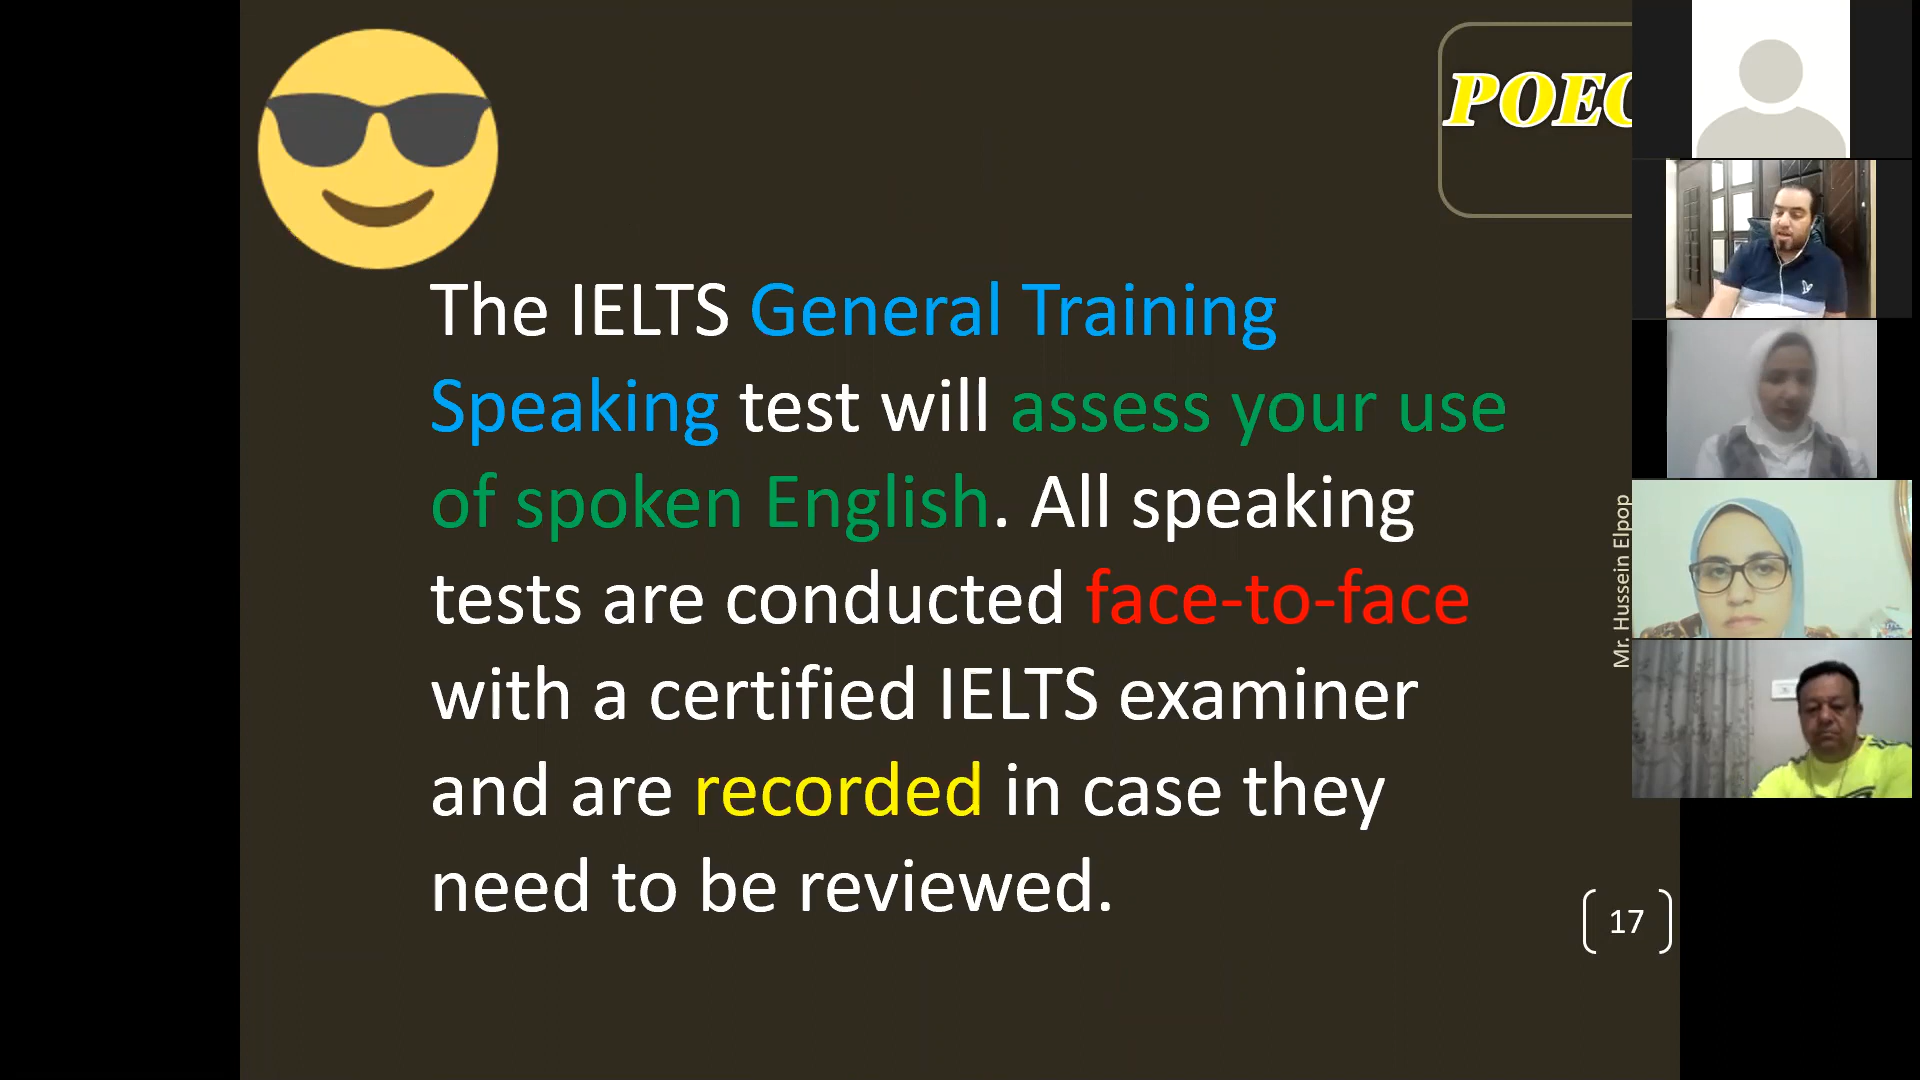 POEC
The IELTS General Training
Speaking test will assess your use
of spoken English. All speaking
tests are conducted face-to-face
with a certified IELTS examiner
and are recorded in case they
need to be reviewed.
Mr. Hussein Elpop
17